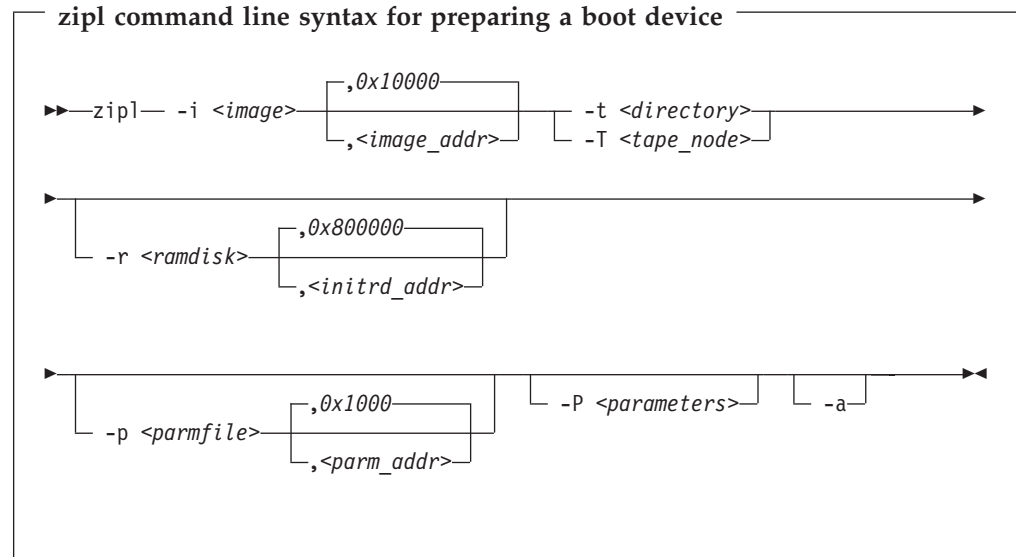 zipl command line syntax for preparing a boot device
,0x10000
zipl -i <image> -t <directory>
,<image_addr> -T <tape_node>
,0x800000
-r <ramdisk>
,<initrd_addr>
,0x1000 -P <parameters> -a
-p <parmfile>
,<parm_addr>